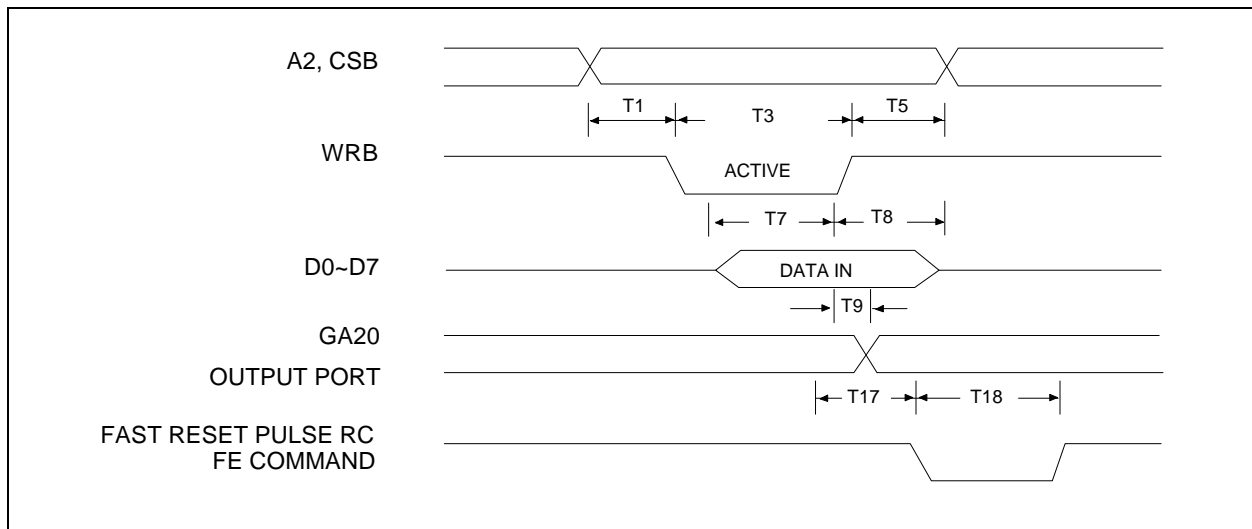 A2, CSB
T1
T3
T5
WRB
ACTIVE
T7
T8
D0~D7
DATA IN
T9
GA20
OUTPUT PORT
T17
T18
FAST RESET PULSE RC
FE COMMAND